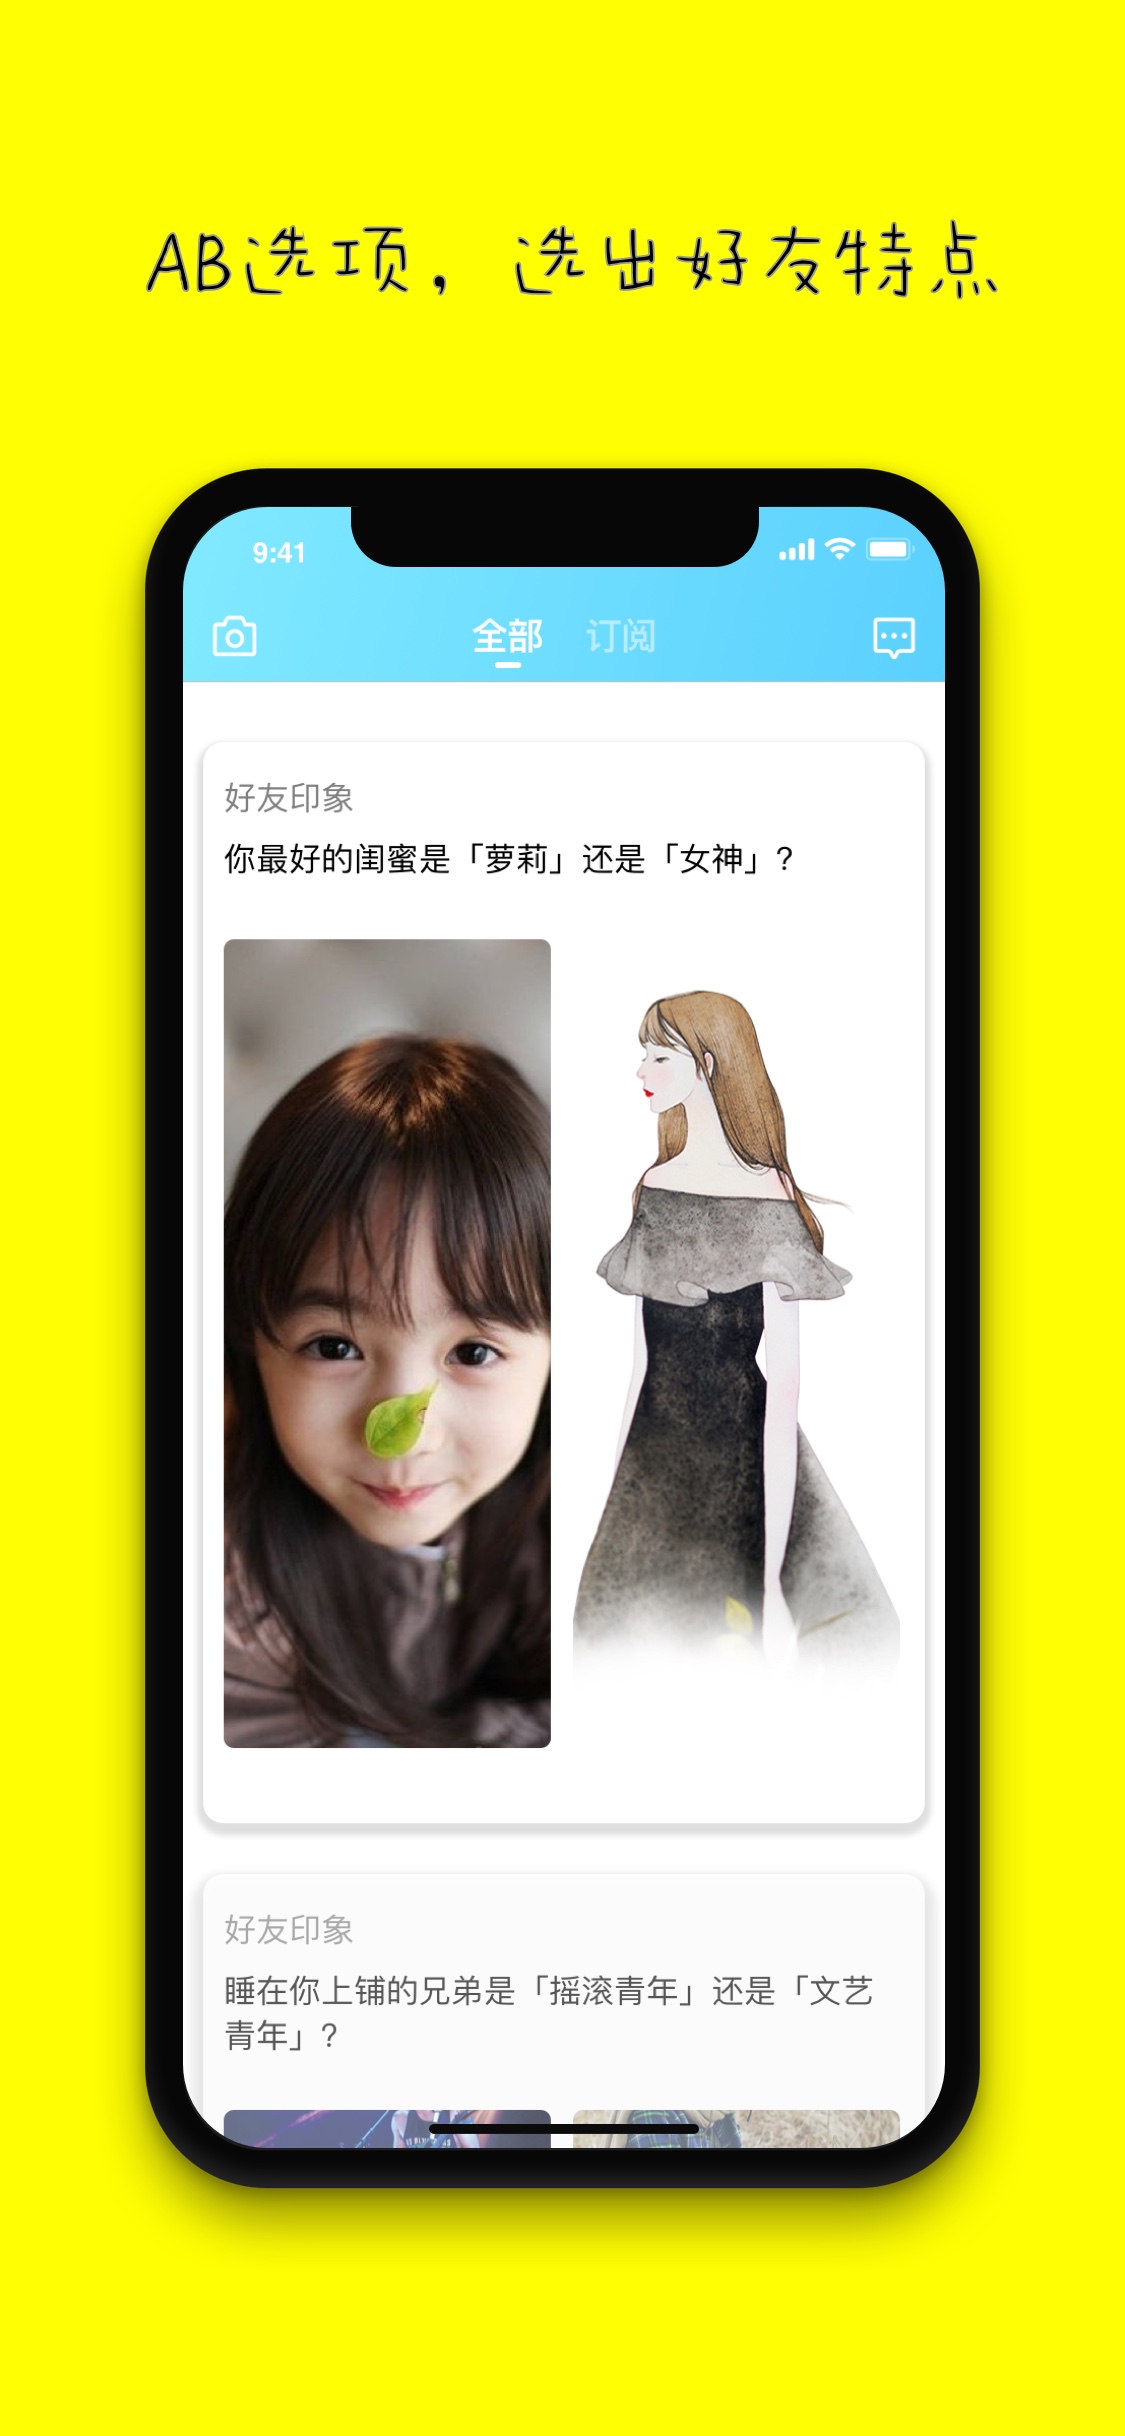 AB选项，选出好友特点
9:41
全部 订阅
好友印象
你最好的闺蜜是「萝莉」还是「女神」?
好友印象
睡在你上铺的兄弟是「摇滚青年」还是「文艺
青年」?